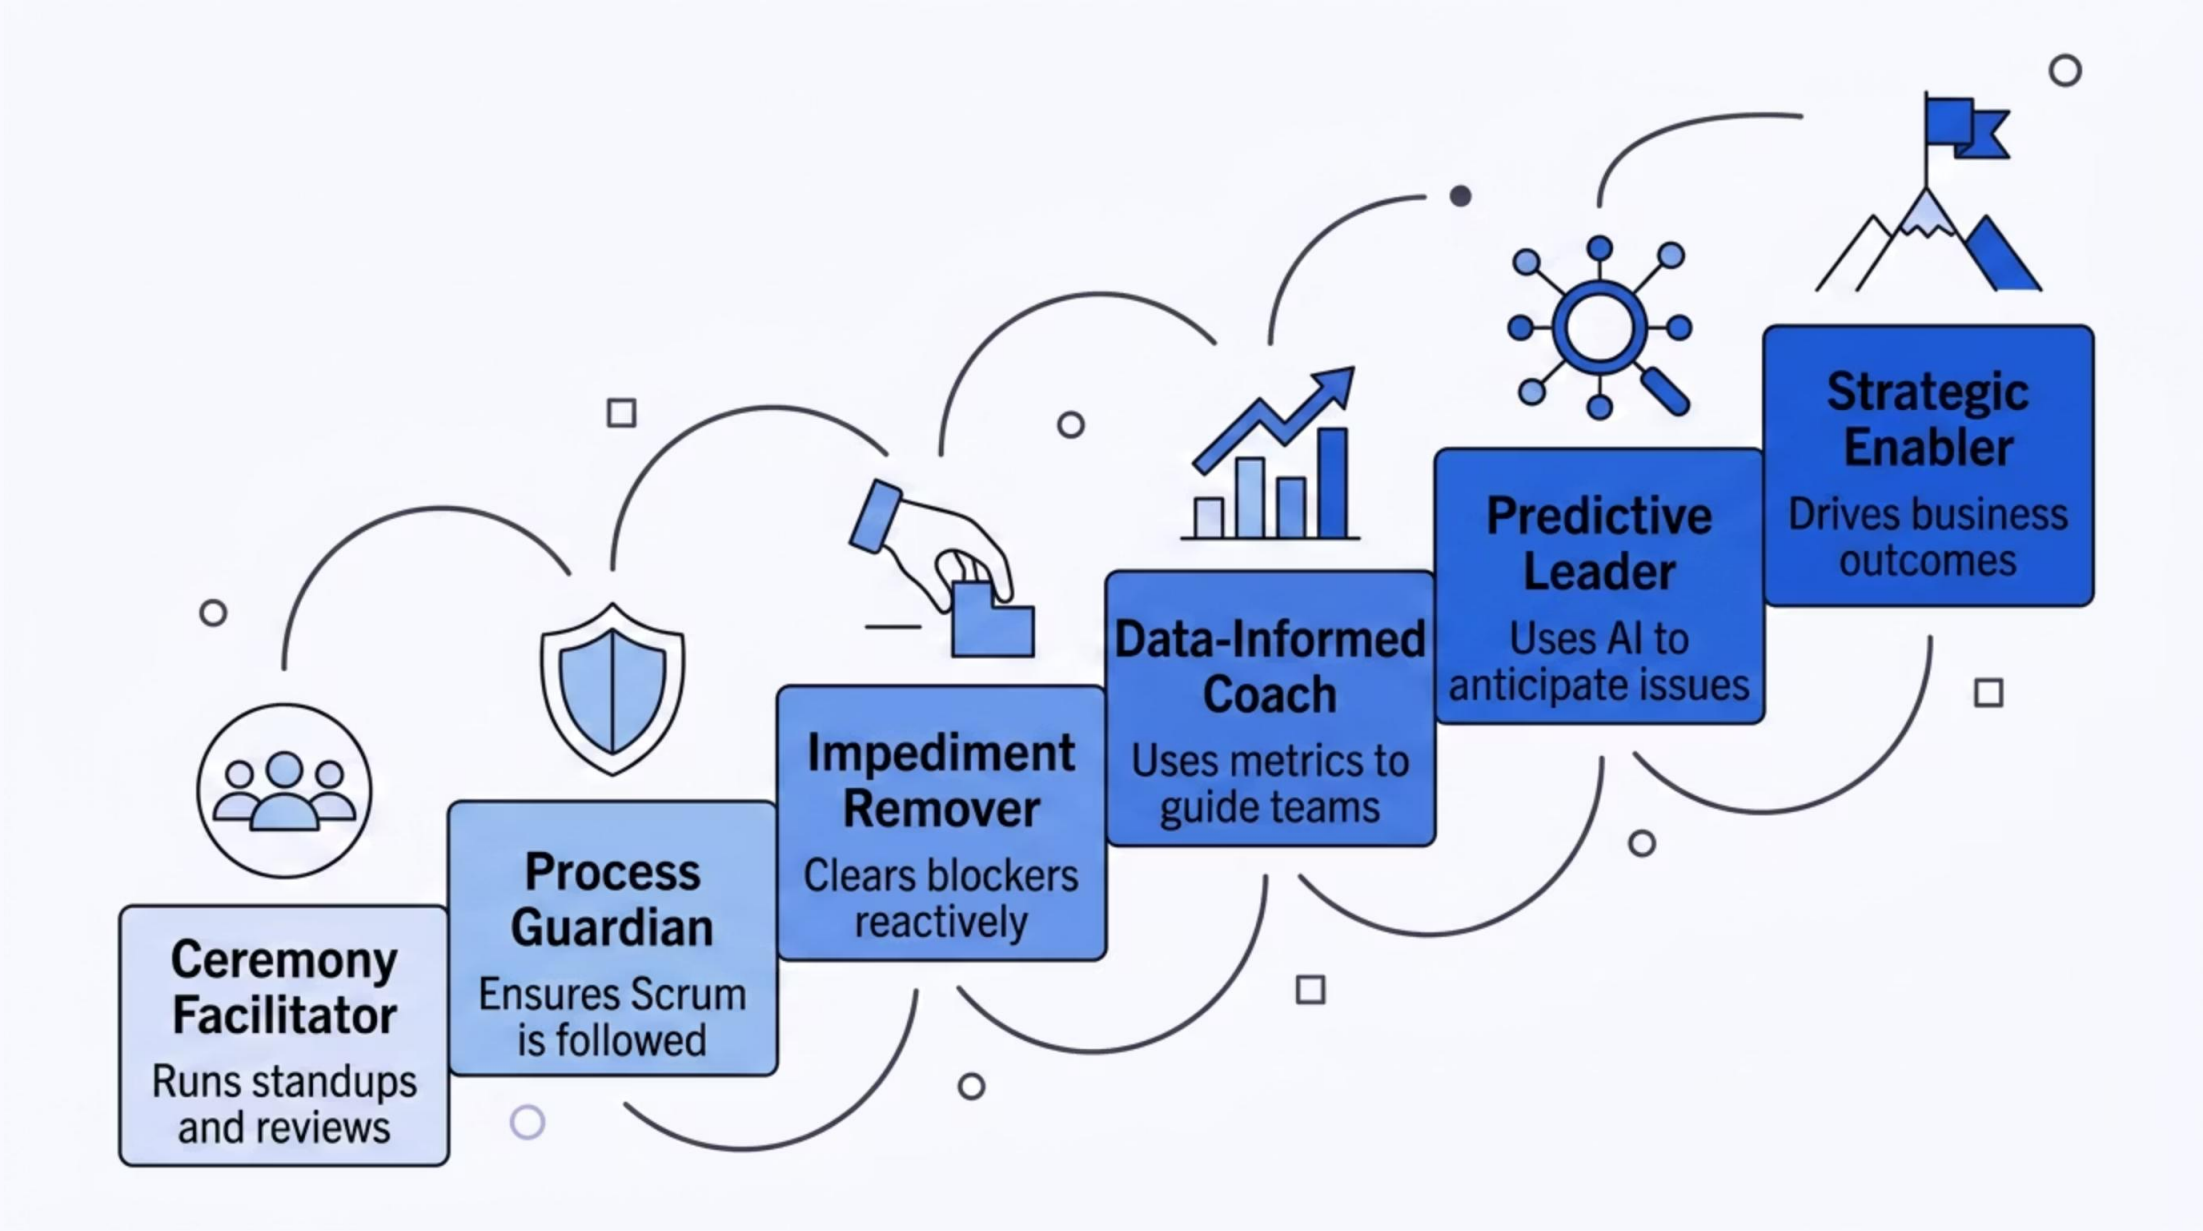 Ceremony
Facilitator
Runs standups
and reviews
Process
Guardian
Ensures Scrum
is followed
Impediment
Remover
Clears blockers
reactively
Data-Informed
Coach
Uses metrics to
guide teams
Predictive
Leader
Uses AI to
anticipate issues
Strategic
Enabler
Drives business
outcomes